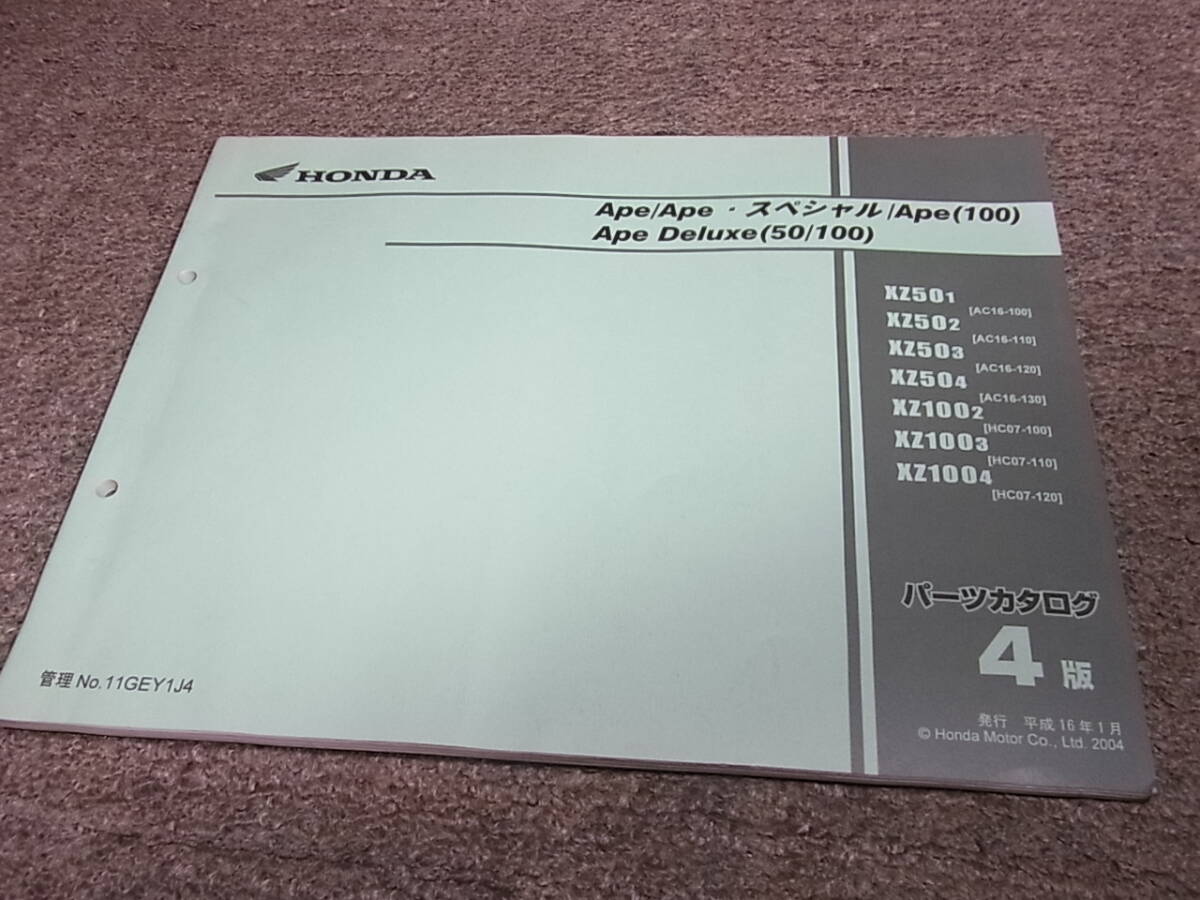 HONDA
Ape/Ape・スペシャル/Ape(100)
Ape Deluxe(50/100)
XZ501
[AC16-100]
XZ502
[AC16-110]
XZ503
[AC16-120]
XZ504
[AC16-130]
XZ1002
[HC07-100]
XZ1003
[HC07-110]
XZ1004
[HC07-120]
パーツカタログ
4版
発行 平成16年1月
© Honda Motor Co., Ltd. 2004
管理 No.11GEY1J4